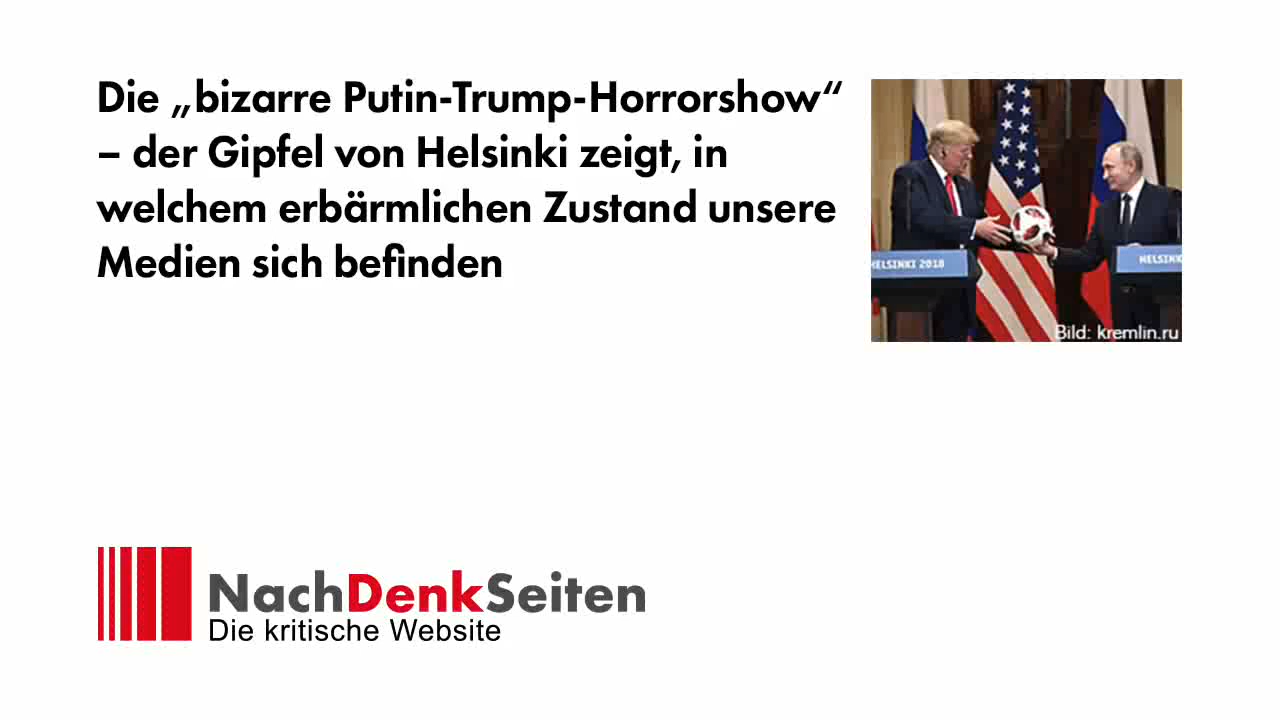 Die „bizarre Putin-Trump-Horrorshow“
– der Gipfel von Helsinki zeigt, in
welchem erbärmlichen Zustand unsere
Medien sich befinden
HELSINKI 2018
HELSINK
Bild: kremlin.ru
NachDenkSeiten
Die kritische Website